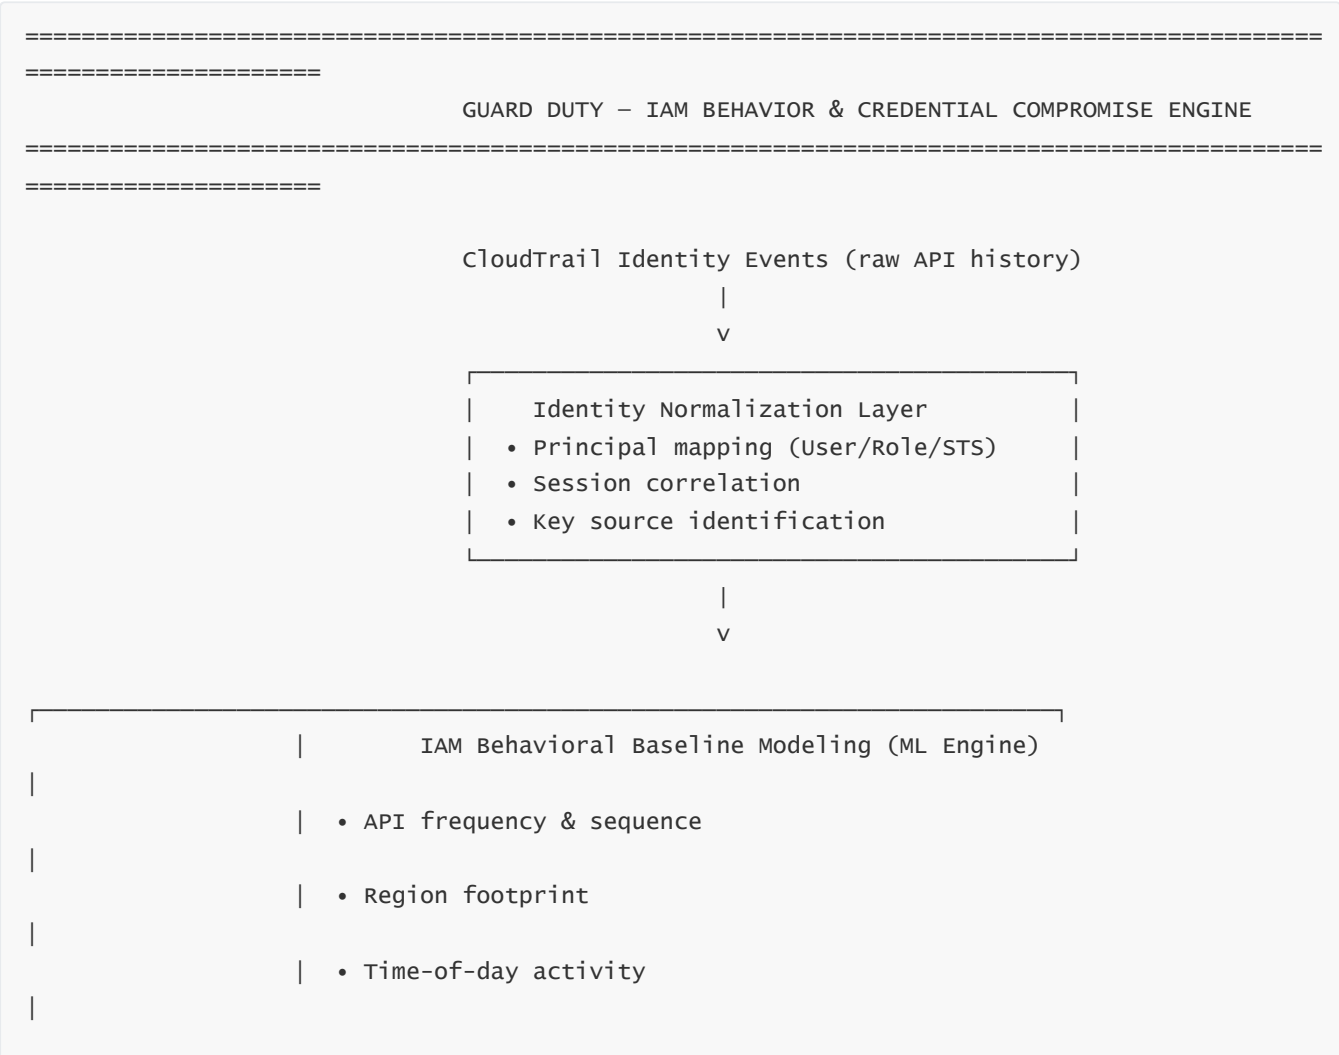 ============================================================================================
=====================
GUARD DUTY — IAM BEHAVIOR & CREDENTIAL COMPROMISE ENGINE
============================================================================================
=====================
CloudTrail Identity Events (raw API history)
|
v
┌──────────────────────────────────────────┐
|    Identity Normalization Layer          |
|  • Principal mapping (User/Role/STS)     |
|  • Session correlation                   |
|  • Key source identification             |
└──────────────────────────────────────────┘
|
v
┌────────────────────────────────────────────────────────────────────────┐
|        IAM Behavioral Baseline Modeling (ML Engine)
|
|  • API frequency & sequence
|
|  • Region footprint
|
|  • Time-of-day activity
|